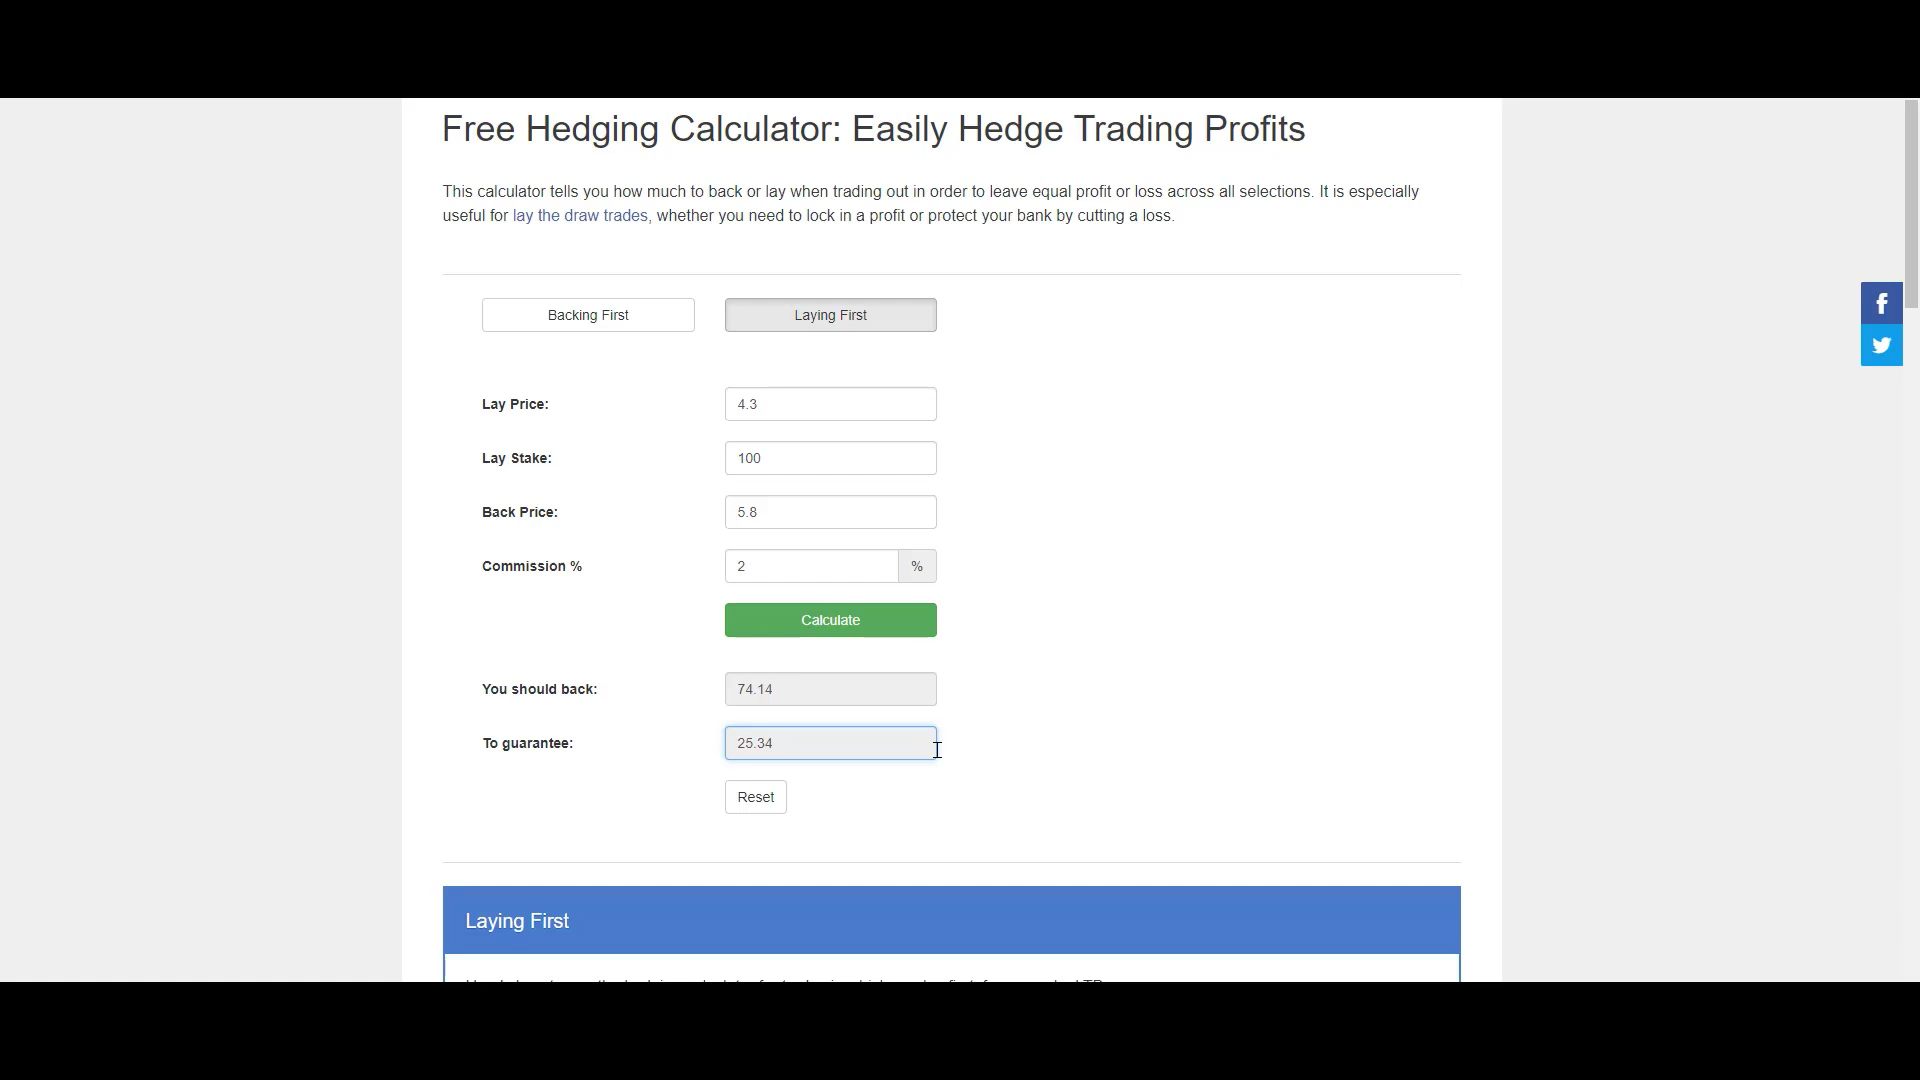 Free Hedging Calculator: Easily Hedge Trading Profits
This calculator tells you how much to back or lay when trading out in order to leave equal profit or loss across all selections. It is especially
useful for lay the draw trades, whether you need to lock in a profit or protect your bank by cutting a loss.
Backing First
Laying First
Lay Price:
4.3
Lay Stake:
100
Back Price:
5.8
Commission %
2
%
Calculate
You should back:
74.14
To guarantee:
25.34
Reset
Laying First